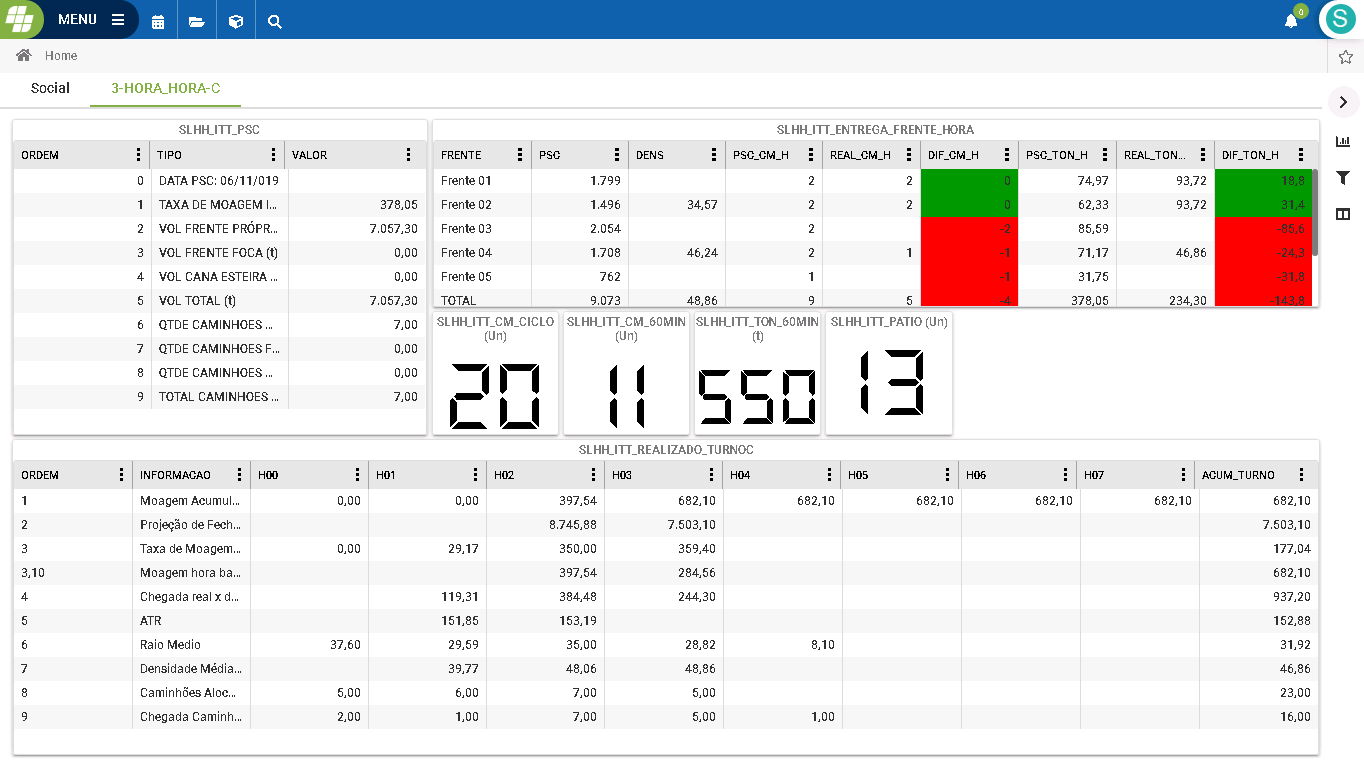 MENU
0
S
Home
Social 3-HORA_HORA-C
SLHH_ITT_PSC
ORDEM TIPO VALOR
0 DATA PSC: 06/11/019
1 TAXA DE MOAGEM I... 378,05
2 VOL FRENTE PRÓPR... 7.057,30
3 VOL FRENTE FOCA (t) 0,00
4 VOL CANA ESTEIRA ... 0,00
5 VOL TOTAL (t) 7.057,30
6 QTDE CAMINHOES ... 7,00
7 QTDE CAMINHOES F... 0,00
8 QTDE CAMINHOES ... 0,00
9 TOTAL CAMINHOES ... 7,00
SLHH_ITT_ENTREGA_FRENTE_HORA
FRENTE PSC DENS PSC_CM_H REAL_CM_H DIF_CM_H PSC_TON_H REAL_TON... DIF_TON_H
Frente 01 1.799 2 2 0 74,97 93,72 18,8
Frente 02 1.496 34,57 2 2 0 62,33 93,72 31,4
Frente 03 2.054 2 -2 85,59 -85,6
Frente 04 1.708 46,24 2 1 -1 71,17 46,86 -24,3
Frente 05 762 1 -1 31,75 -31,8
TOTAL 9.073 48,86 9 5 -4 378,05 234,30 -143,8
SLHH_ITT_CM_CICLO
(Un)
20
SLHH_ITT_CM_60MIN
(Un)
11
SLHH_ITT_TON_60MIN
(t)
550
SLHH_ITT_PATIO (Un)
13
SLHH_ITT_REALIZADO_TURNOC
ORDEM INFORMACAO H00 H01 H02 H03 H04 H05 H06 H07 ACUM_TURNO
1 Moagem Acumul... 0,00 0,00 397,54 682,10 682,10 682,10 682,10 682,10 682,10
2 Projeção de Fech... 8.745,88 7.503,10 7.503,10
3 Taxa de Moagem... 0,00 29,17 350,00 359,40 177,04
3,10 Moagem hora ba... 397,54 284,56 682,10
4 Chegada real x d... 119,31 384,48 244,30 937,20
5 ATR 151,85 153,19 152,88
6 Raio Medio 37,60 29,59 35,00 28,82 8,10 31,92
7 Densidade Média... 39,77 48,06 48,86 46,86
8 Caminhões Aloc... 5,00 6,00 7,00 5,00 23,00
9 Chegada Caminh... 2,00 1,00 7,00 5,00 1,00 16,00